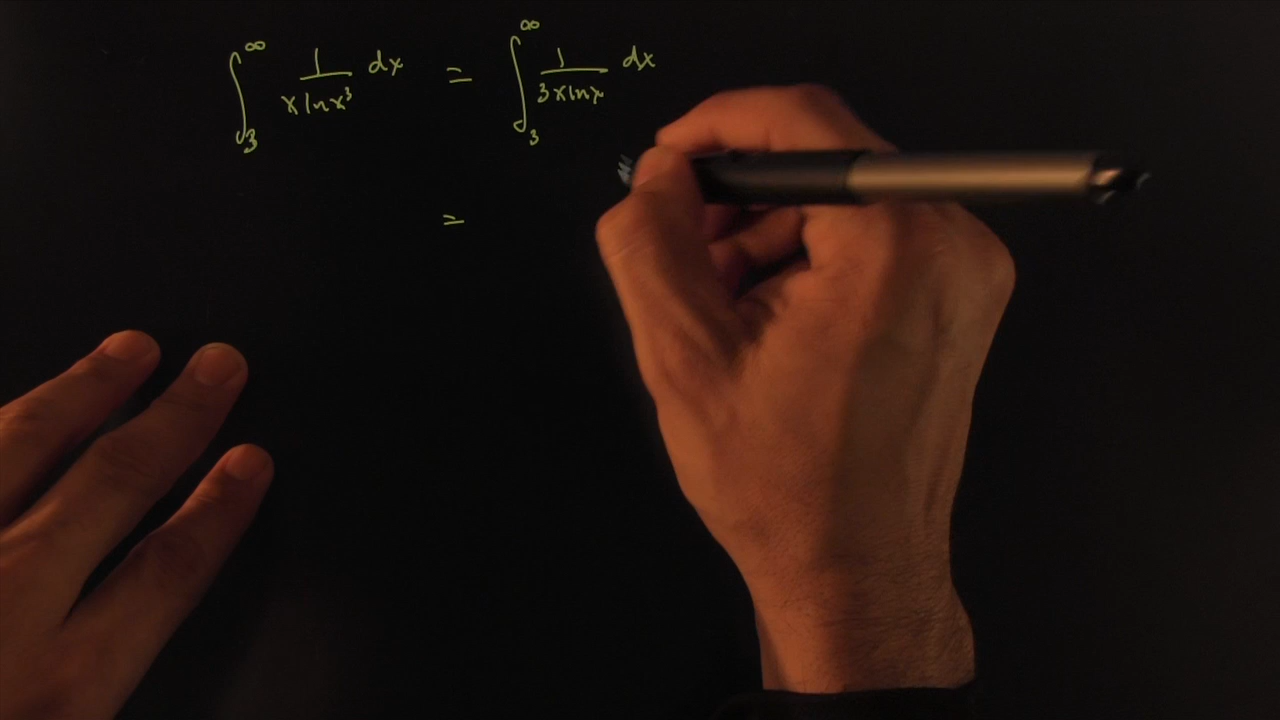 ∫₃^∞ 1/(x ln x³) dx = ∫₃^∞ 1/(3x ln x) dx
=